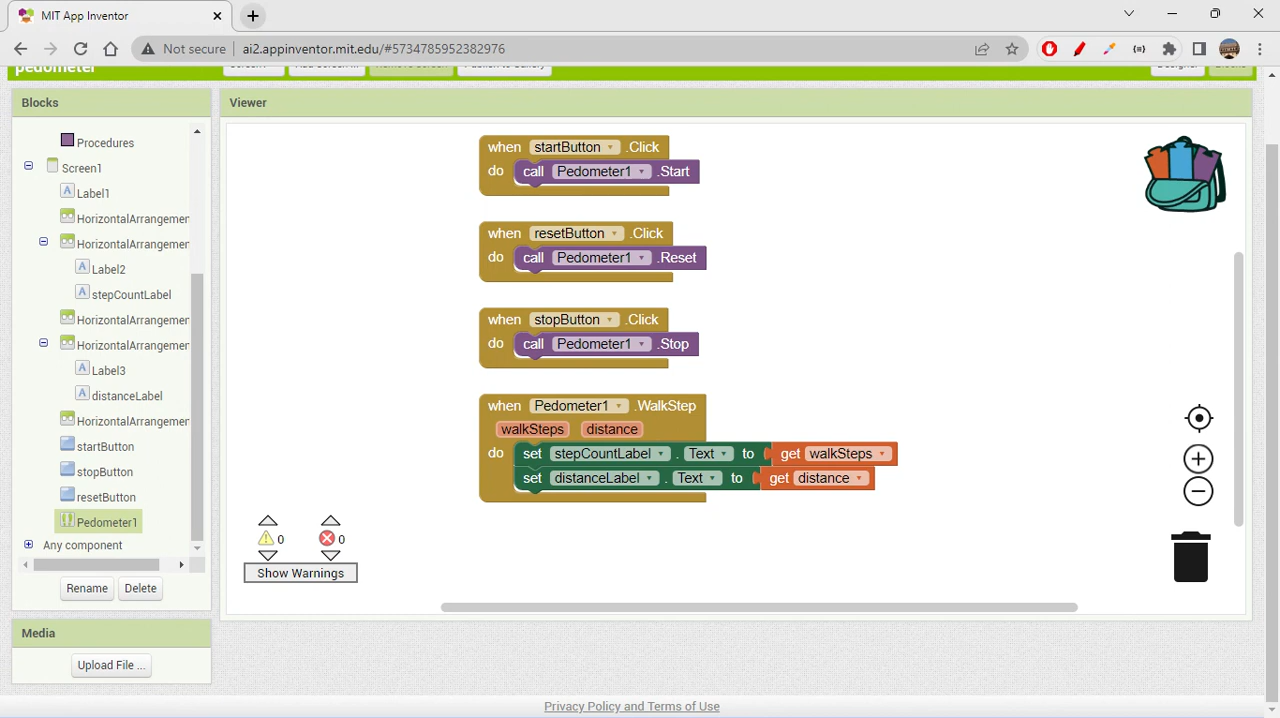 MIT App Inventor
Not secure
ai2.appinventor.mit.edu/#5734785952382976
pedometer
Blocks
Viewer
Procedures
Screen1
Label1
HorizontalArrangemen
HorizontalArrangemen
Label2
stepCountLabel
HorizontalArrangemen
HorizontalArrangemen
Label3
distanceLabel
HorizontalArrangemen
startButton
stopButton
resetButton
Pedometer1
Any component
Rename Delete
Media
Upload File ...
when startButton .Click
do call Pedometer1 .Start
when resetButton .Click
do call Pedometer1 .Reset
when stopButton .Click
do call Pedometer1 .Stop
when Pedometer1 .WalkStep
walkSteps distance
do set stepCountLabel . Text to get walkSteps
set distanceLabel . Text to get distance
0 0
Show Warnings
Privacy Policy and Terms of Use